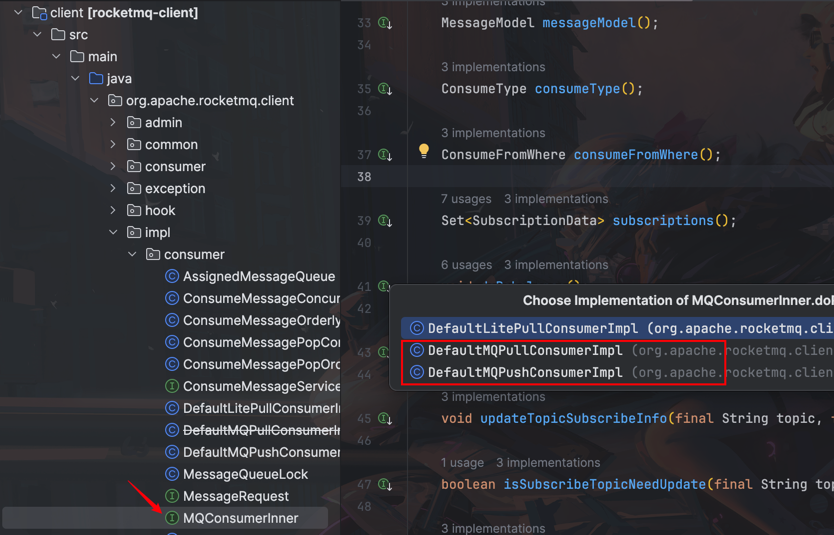 client [rocketmq-client]
src
main
java
org.apache.rocketmq.client
admin
common
consumer
exception
hook
impl
consumer
AssignedMessageQueue
ConsumeMessageConcur
ConsumeMessageOrderly
ConsumeMessagePopCon
ConsumeMessagePopOrd
ConsumeMessageService
DefaultLitePullConsumerI
DefaultMQPullConsumerI
DefaultMQPushConsumer
MessageQueueLock
MessageRequest
MQConsumerInner
3 implementations
33 MessageModel messageModel();
34
3 implementations
35 ConsumeType consumeType();
36
3 implementations
37 ConsumeFromWhere consumeFromWhere();
38
7 usages 3 implementations
39 Set<SubscriptionData> subscriptions();
40
6 usages 3 implementations
41
42
Choose Implementation of MQConsumerInner.doI
DefaultLitePullConsumerImpl (org.apache.rocketmq.cli
43 DefaultMQPullConsumerImpl (org.apache.rocketmq.clien
44 DefaultMQPushConsumerImpl (org.apache.rocketmq.clien
3 implementations
45 void updateTopicSubscribeInfo(final String topic,
46
1 usage 3 implementations
47 boolean isSubscribeTopicNeedUpdate(final String top
48
3 implementations